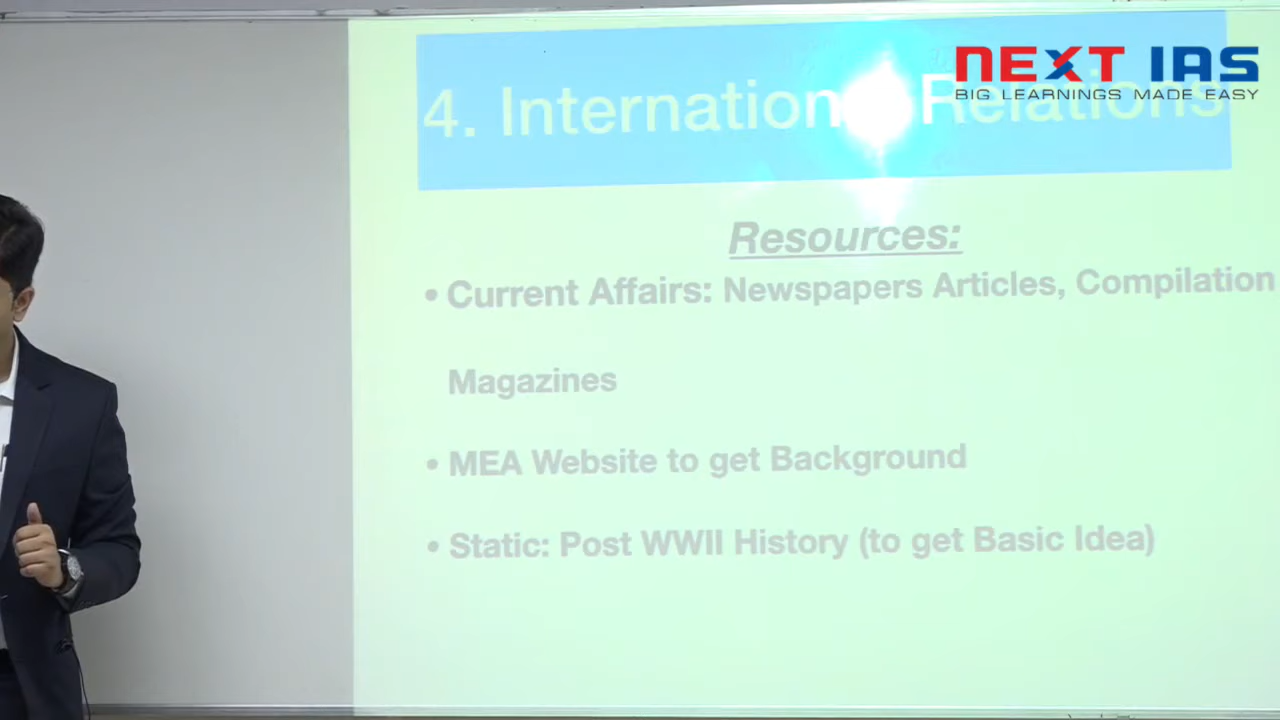 NEXT IAS
BIG LEARNINGS MADE EASY
4. International Relations
Resources:
• Current Affairs: Newspapers Articles, Compilation
Magazines
• MEA Website to get Background
• Static: Post WWII History (to get Basic Idea)